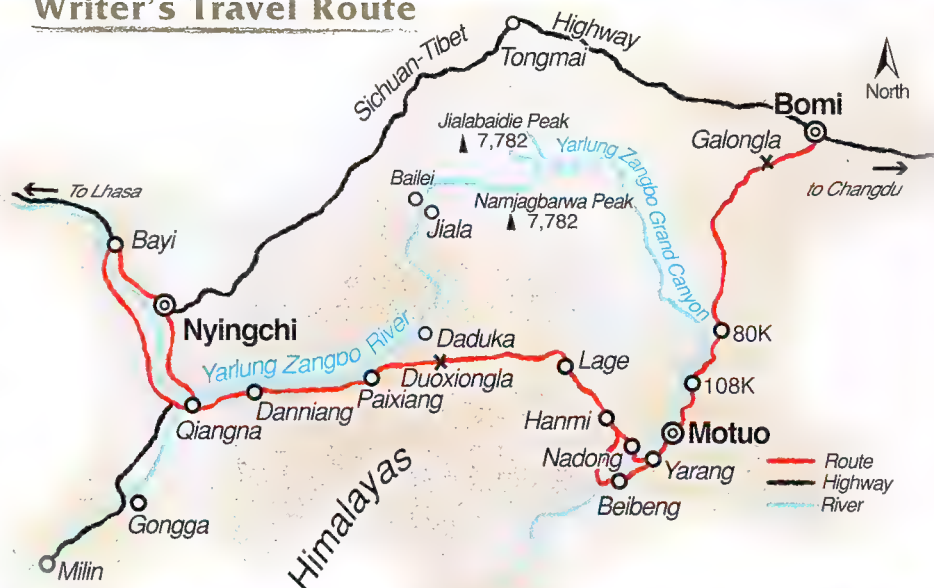 Writer's Travel Route
Sichuan-Tibet Highway
Tongmai
North
Bomi
Jialabaidie Peak
7,782
Galongla
Yarlung Zangbo Grand Canyon
to Changdu
To Lhasa
Bailei
Jiala
Namjagbarwa Peak
7,782
Bayi
Nyingchi
80K
Yarlung Zangbo River
Daduka
Lage
Duoxiongla
Paixiang
Danniang
108K
Qiangna
Hanmi
Motuo
Nadong
Yarang
Route
Highway
River
Beibeng
Himalayas
Gongga
Milin